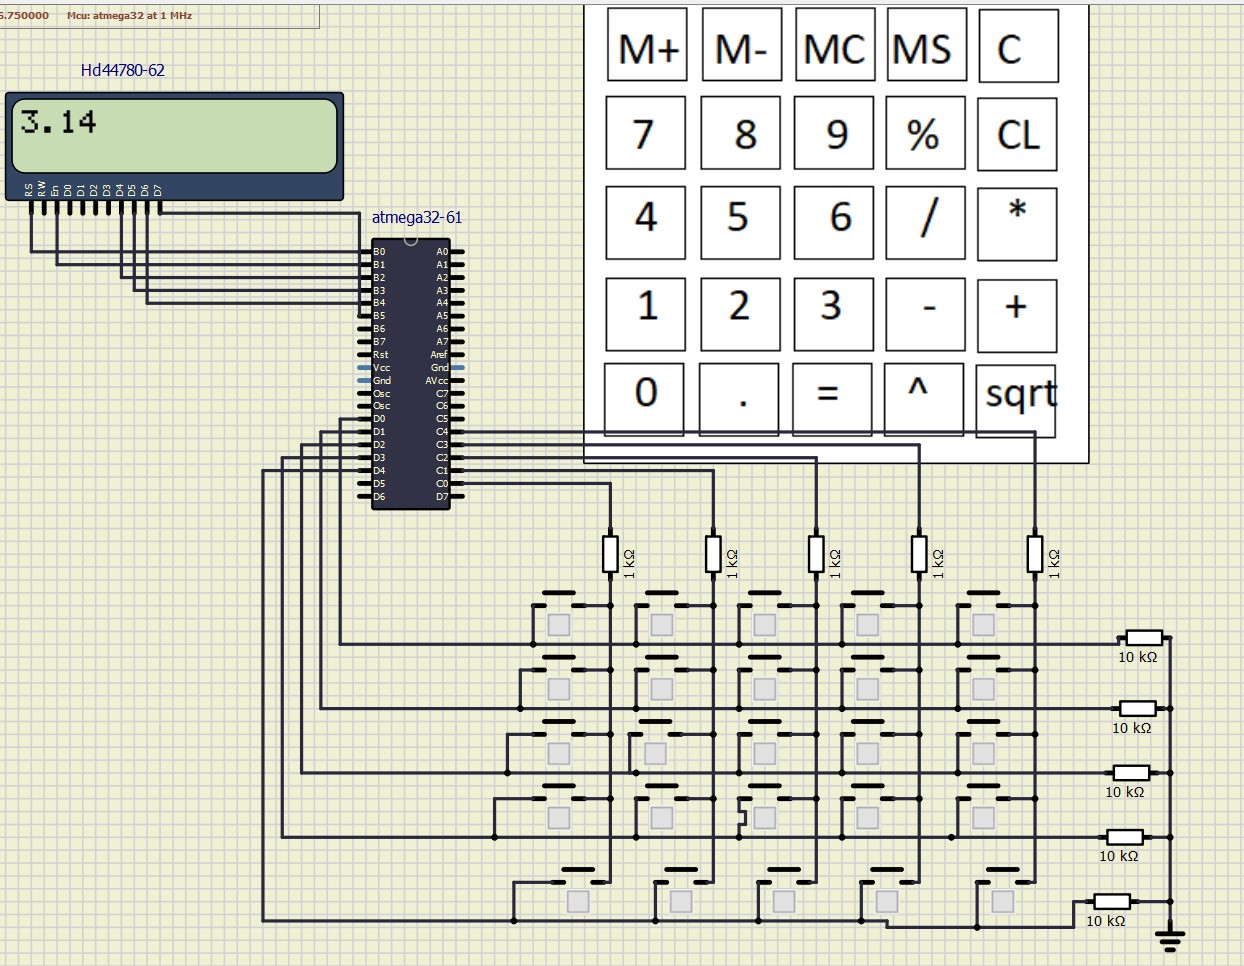 5.750000 Mcu: atmega32 at 1 MHz
Hd44780-62
3.14
RS RW En D0 D1 D2 D3 D4 D5 D6 D7
atmega32-61
B0 A0
B1 A1
B2 A2
B3 A3
B4 A4
B5 A5
B6 A6
B7 A7
Rst Aref
Vcc Gnd
Gnd AVcc
Osc C7
Osc C6
D0 C5
D1 C4
D2 C3
D3 C2
D4 C1
D5 C0
D6 D7
M+ M- MC MS C
7 8 9 % CL
4 5 6 / *
1 2 3 - +
0 . = ^ sqrt
1 kΩ 1 kΩ 1 kΩ 1 kΩ 1 kΩ
10 kΩ
10 kΩ
10 kΩ
10 kΩ
10 kΩ